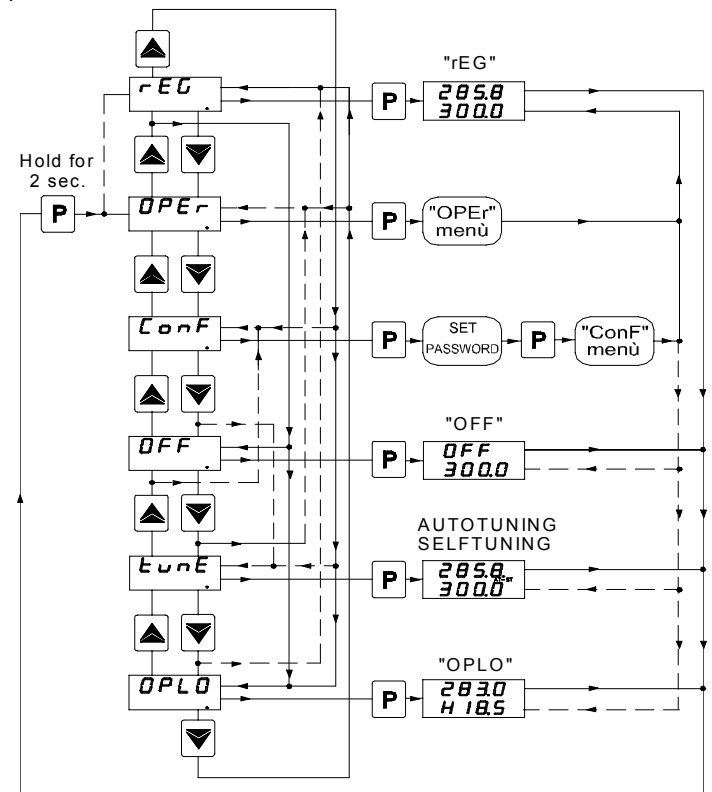 "rEG"
rEG.
P
285.8
300.0
Hold for
2 sec.
P
OPEr.
P
"OPEr"
menù
ConF.
P
SET
PASSWORD
P
"ConF"
menù
"OFF"
OFF.
P
OFF
300.0
AUTOTUNING
SELFTUNING
tunE.
P
285.8
300.0
"OPLO"
OPLO.
P
283.0
H 18.5